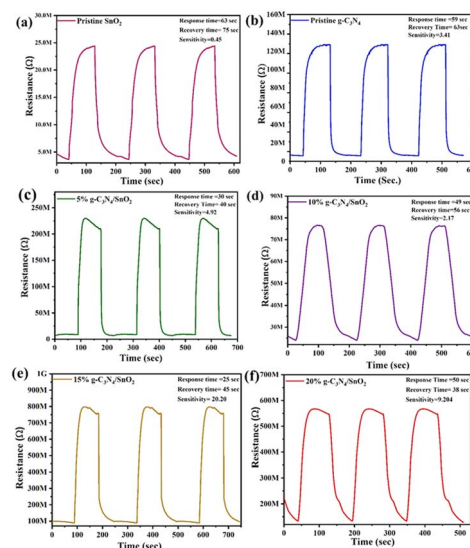 (a)
Pristine SnO₂
Response time=63 sec
Recovery time= 75 sec
Sensitivity=0.45
25.0M
20.0M
15.0M
10.0M
5.0M
Resistance (Ω)
0 100 200 300 400 500 600
Time (sec)
(b)
Pristine g-C₃N₄
Response time=59 sec
Recovery time= 63sec
Sensitivity=3.41
160M
140M
120M
100M
80M
60M
40M
20M
0
Resistance (Ω)
0 100 200 300 400 500 600
Time (Sec.)
(c)
5% g-C₃N₄/SnO₂
Response time=30 sec
Recovery Time= 40 sec
Sensitivity=4.92
250M
200M
150M
100M
50M
0
Resistance (Ω)
0 100 200 300 400 500 600 700
Time (sec)
(d)
10% g-C₃N₄/SnO₂
Response time=49 sec
Recovery time=56 sec
Sensitivity=2.17
90M
80M
70M
60M
50M
40M
30M
Resistance (Ω)
0 100 200 300 400 500
Time (sec)
(e)
15% g-C₃N₄/SnO₂
Response time =25 sec
Recovery time= 45 sec
Sensitivity= 20.20
1G
900M
800M
700M
600M
500M
400M
300M
200M
100M
Resistance (Ω)
0 100 200 300 400 500 600 700
Time (sec)
(f)
20% g-C₃N₄/SnO₂
Response Time =50 sec
Recovery Time= 38 sec
Sensitivity=9.204
700M
600M
500M
400M
300M
200M
Resistance (Ω)
0 100 200 300 400 500
Time (sec)